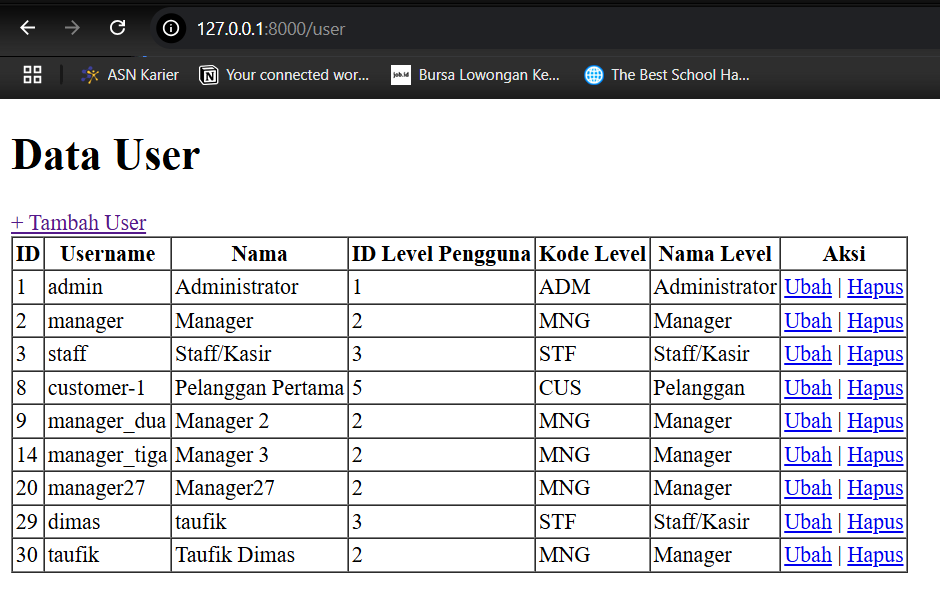 127.0.0.1:8000/user
ASN Karier Your connected wor... job.id Bursa Lowongan Ke... The Best School Ha...
Data User
+ Tambah User
ID Username Nama ID Level Pengguna Kode Level Nama Level Aksi
1 admin Administrator 1 ADM Administrator Ubah | Hapus
2 manager Manager 2 MNG Manager Ubah | Hapus
3 staff Staff/Kasir 3 STF Staff/Kasir Ubah | Hapus
8 customer-1 Pelanggan Pertama 5 CUS Pelanggan Ubah | Hapus
9 manager_dua Manager 2 2 MNG Manager Ubah | Hapus
14 manager_tiga Manager 3 2 MNG Manager Ubah | Hapus
20 manager27 Manager27 2 MNG Manager Ubah | Hapus
29 dimas taufik 3 STF Staff/Kasir Ubah | Hapus
30 taufik Taufik Dimas 2 MNG Manager Ubah | Hapus